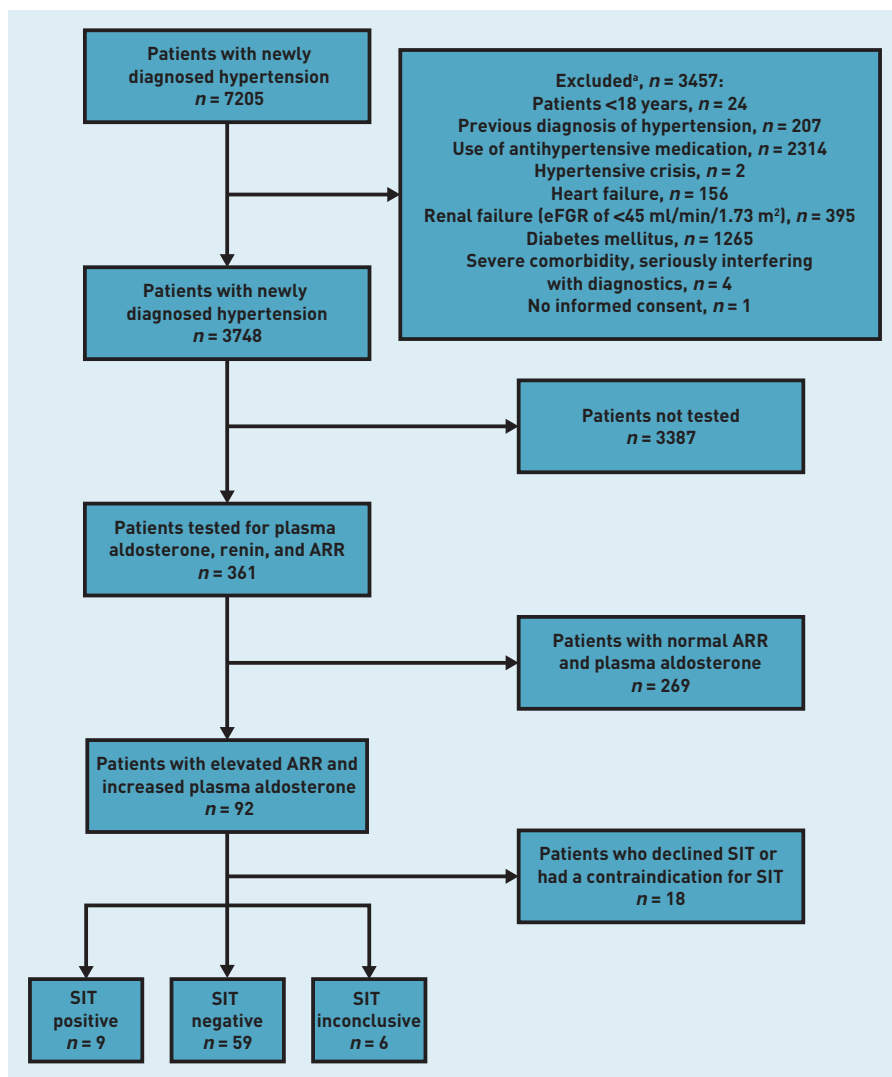 Patients with newly
diagnosed hypertension
n = 7205
Excludedᵃ, n = 3457:
Patients <18 years, n = 24
Previous diagnosis of hypertension, n = 207
Use of antihypertensive medication, n = 2314
Hypertensive crisis, n = 2
Heart failure, n = 156
Renal failure (eFGR of <45 ml/min/1.73 m²), n = 395
Diabetes mellitus, n = 1265
Severe comorbidity, seriously interfering
with diagnostics, n = 4
No informed consent, n = 1
Patients with newly
diagnosed hypertension
n = 3748
Patients not tested
n = 3387
Patients tested for plasma
aldosterone, renin, and ARR
n = 361
Patients with normal ARR
and plasma aldosterone
n = 269
Patients with elevated ARR and
increased plasma aldosterone
n = 92
Patients who declined SIT or
had a contraindication for SIT
n = 18
SIT
positive
n = 9
SIT
negative
n = 59
SIT
inconclusive
n = 6